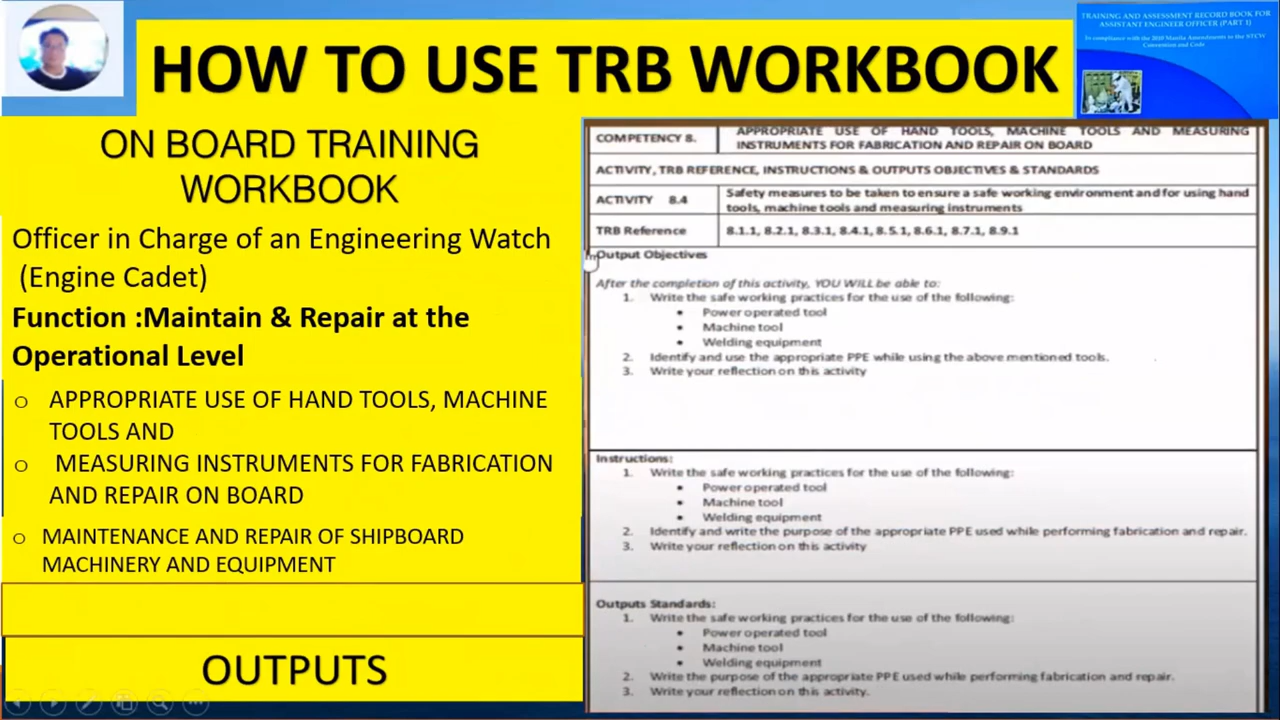 HOW TO USE TRB WORKBOOK
TRAINING AND ASSESSMENT RECORD BOOK FOR
ASSISTANT ENGINEER OFFICER (PART 1)
In compliance with the 2010 Manila Amendments to the STCW
Convention and Code
ON BOARD TRAINING
WORKBOOK
Officer in Charge of an Engineering Watch
(Engine Cadet)
Function :Maintain & Repair at the
Operational Level
o APPROPRIATE USE OF HAND TOOLS, MACHINE
TOOLS AND
o MEASURING INSTRUMENTS FOR FABRICATION
AND REPAIR ON BOARD
o MAINTENANCE AND REPAIR OF SHIPBOARD
MACHINERY AND EQUIPMENT
OUTPUTS
COMPETENCY 8. APPROPRIATE USE OF HAND TOOLS, MACHINE TOOLS AND MEASURING
INSTRUMENTS FOR FABRICATION AND REPAIR ON BOARD
ACTIVITY, TRB REFERENCE, INSTRUCTIONS & OUTPUTS OBJECTIVES & STANDARDS
ACTIVITY 8.4 Safety measures to be taken to ensure a safe working environment and for using hand
tools, machine tools and measuring instruments
TRB Reference 8.1.1, 8.2.1, 8.3.1, 8.4.1, 8.5.1, 8.6.1, 8.7.1, 8.9.1
Output Objectives
After the completion of this activity, YOU WILL be able to:
1. Write the safe working practices for the use of the following:
• Power operated tool
• Machine tool
• Welding equipment
2. Identify and use the appropriate PPE while using the above mentioned tools.
3. Write your reflection on this activity
Instructions:
1. Write the safe working practices for the use of the following:
• Power operated tool
• Machine tool
• Welding equipment
2. Identify and write the purpose of the appropriate PPE used while performing fabrication and repair.
3. Write your reflection on this activity
Outputs Standards:
1. Write the safe working practices for the use of the following:
• Power operated tool
• Machine tool
• Welding equipment
2. Write the purpose of the appropriate PPE used while performing fabrication and repair.
3. Write your reflection on this activity.